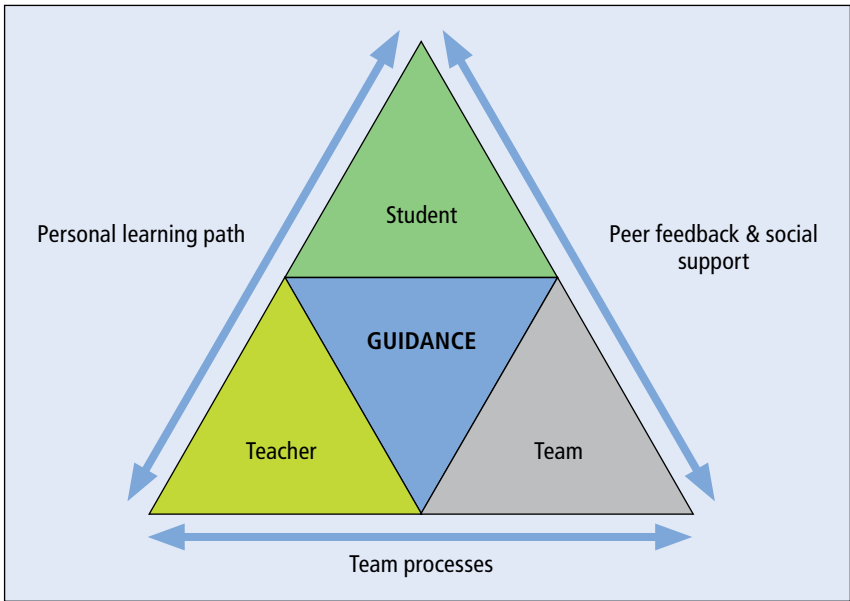 Student
Personal learning path
Peer feedback & social
support
GUIDANCE
Teacher
Team
Team processes